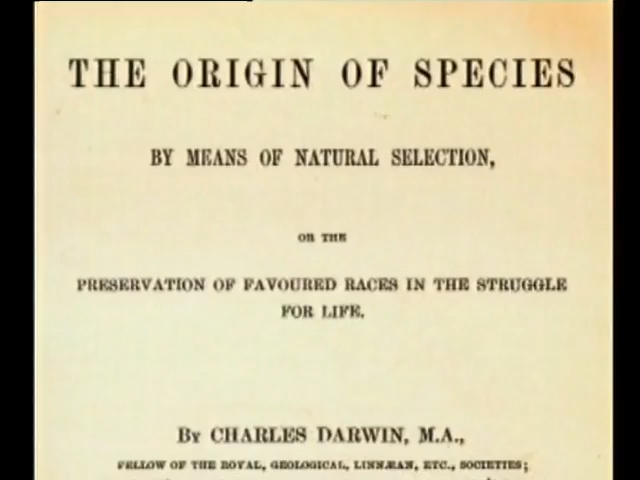 THE ORIGIN OF SPECIES
BY MEANS OF NATURAL SELECTION,
OR THE
PRESERVATION OF FAVOURED RACES IN THE STRUGGLE
FOR LIFE.
BY CHARLES DARWIN, M.A.,
FELLOW OF THE ROYAL, GEOLOGICAL, LINNÆAN, ETC., SOCIETIES;